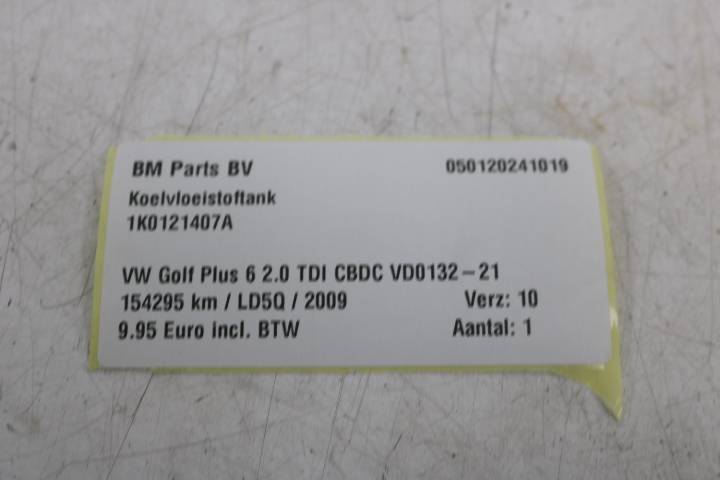 BM Parts BV 050120241019
Koelvloeistoftank
1K0121407A
VW Golf Plus 6 2.0 TDI CBDC VD0132-21
154295 km / LD5Q / 2009 Verz: 10
9.95 Euro incl. BTW Aantal: 1